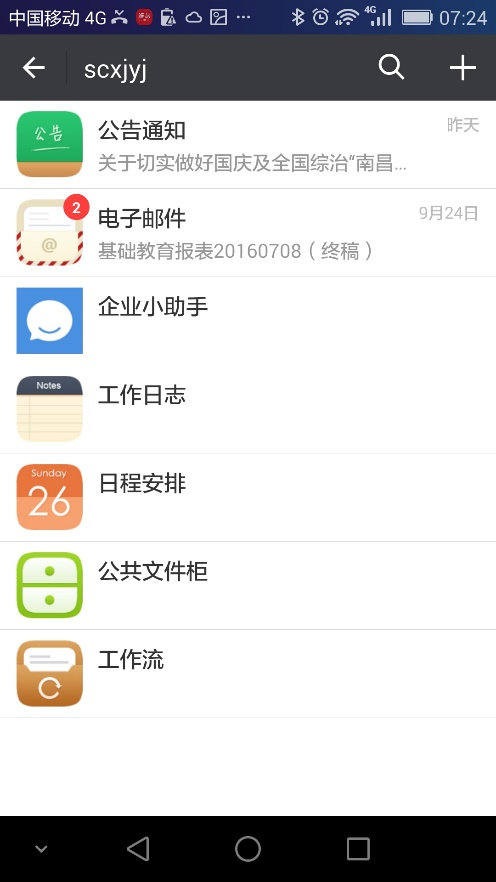 中国移动 4G 4G 07:24
scxjyj
公告
公告通知 昨天
关于切实做好国庆及全国综治“南昌...
2
@
电子邮件 9月24日
基础教育报表20160708（终稿）
企业小助手
Notes
工作日志
Sunday
26
日程安排
公共文件柜
工作流